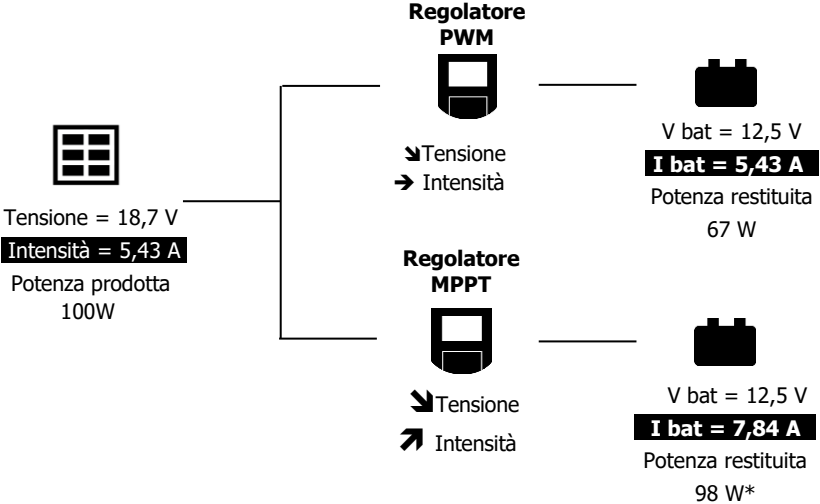 Regolatore
PWM
➘Tensione
➔ Intensità
V bat = 12,5 V
I bat = 5,43 A
Potenza restituita
67 W
Tensione = 18,7 V
Intensità = 5,43 A
Potenza prodotta
100W
Regolatore
MPPT
➘Tensione
➚ Intensità
V bat = 12,5 V
I bat = 7,84 A
Potenza restituita
98 W*